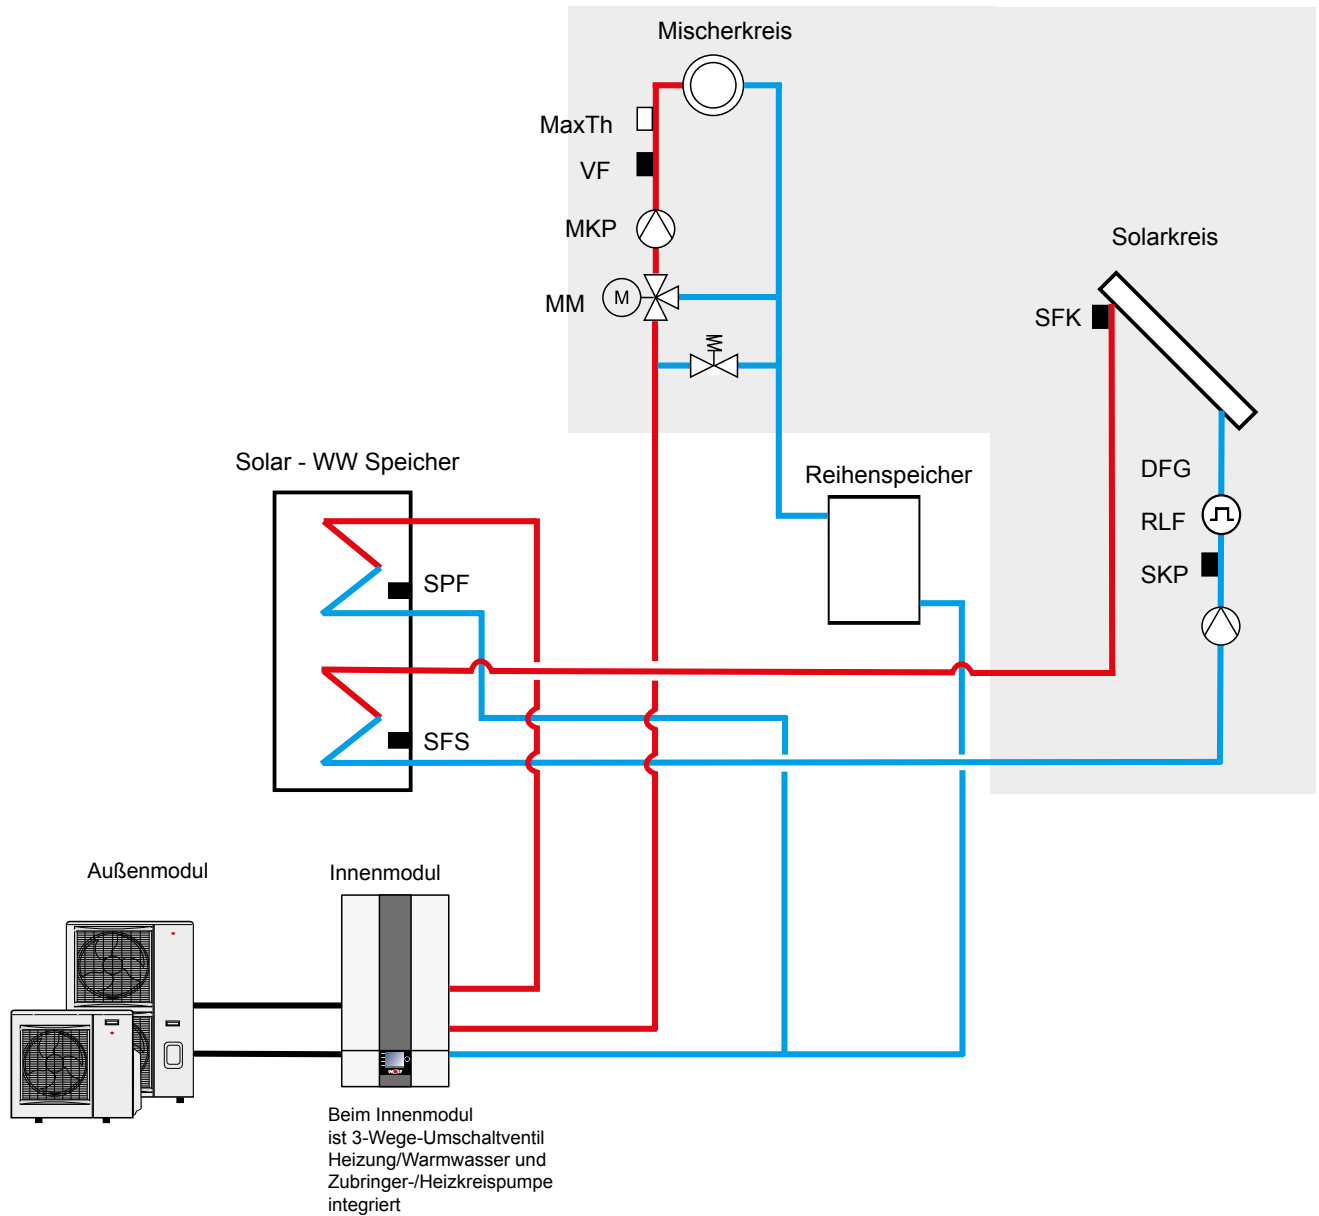 Mischerkreis
MaxTh
VF
MKP
MM
M
Solarkreis
SFK
DFG
RLF
SKP
Solar - WW Speicher
Reihenspeicher
SPF
SFS
Außenmodul
Innenmodul
WOLF
Beim Innenmodul
ist 3-Wege-Umschaltventil
Heizung/Warmwasser und
Zubringer-/Heizkreispumpe
integriert